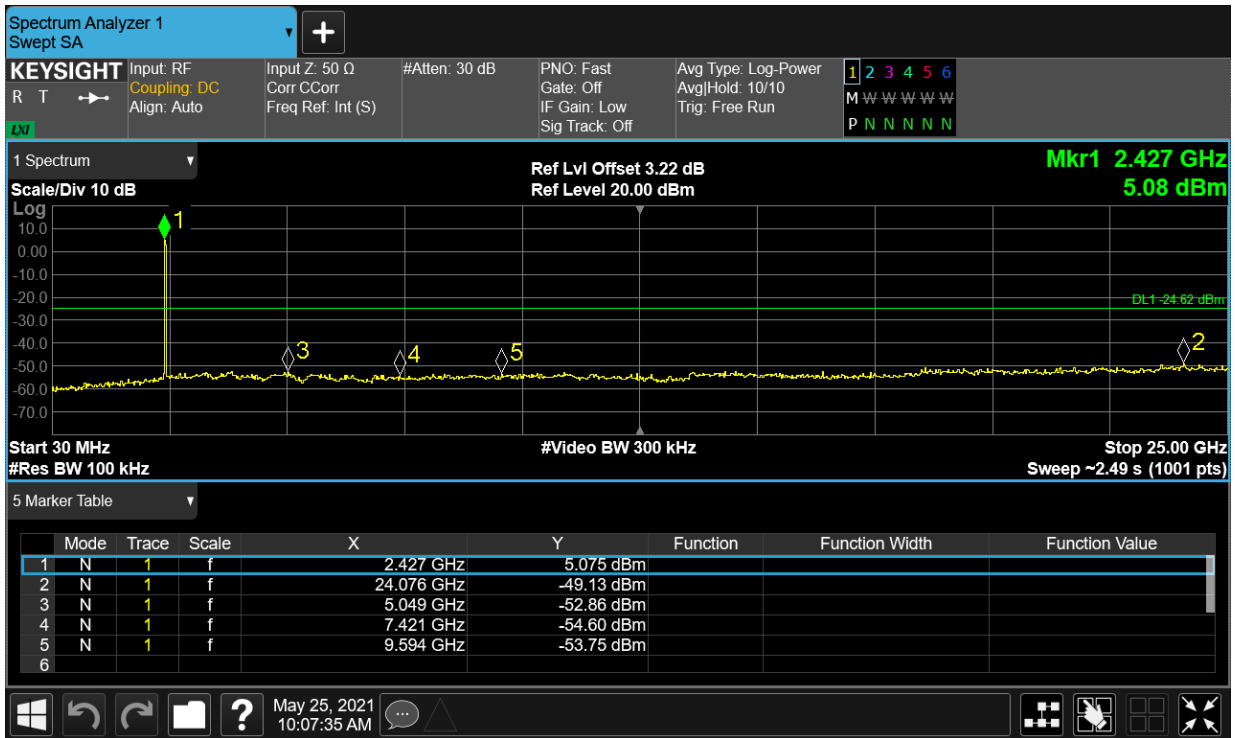 Spectrum Analyzer 1
Swept SA
+
KEYSIGHT
R T
LXI
Input: RF
Coupling: DC
Align: Auto
Input Z: 50 Ω
Corr CCorr
Freq Ref: Int (S)
#Atten: 30 dB
PNO: Fast
Gate: Off
IF Gain: Low
Sig Track: Off
Avg Type: Log-Power
Avg|Hold: 10/10
Trig: Free Run
1 2 3 4 5 6
M W W W W W
P N N N N N
1 Spectrum
Scale/Div 10 dB
Ref Lvl Offset 3.22 dB
Ref Level 20.00 dBm
Mkr1 2.427 GHz
5.08 dBm
Log
10.0
0.00
-10.0
-20.0
-30.0
-40.0
-50.0
-60.0
-70.0
1
DL1 -24.62 dBm
3
4
5
2
Start 30 MHz
#Video BW 300 kHz
Stop 25.00 GHz
#Res BW 100 kHz
Sweep ~2.49 s (1001 pts)
5 Marker Table
Mode Trace Scale X Y Function Function Width Function Value
1 N 1 f 2.427 GHz 5.075 dBm
2 N 1 f 24.076 GHz -49.13 dBm
3 N 1 f 5.049 GHz -52.86 dBm
4 N 1 f 7.421 GHz -54.60 dBm
5 N 1 f 9.594 GHz -53.75 dBm
6
?
May 25, 2021
10:07:35 AM